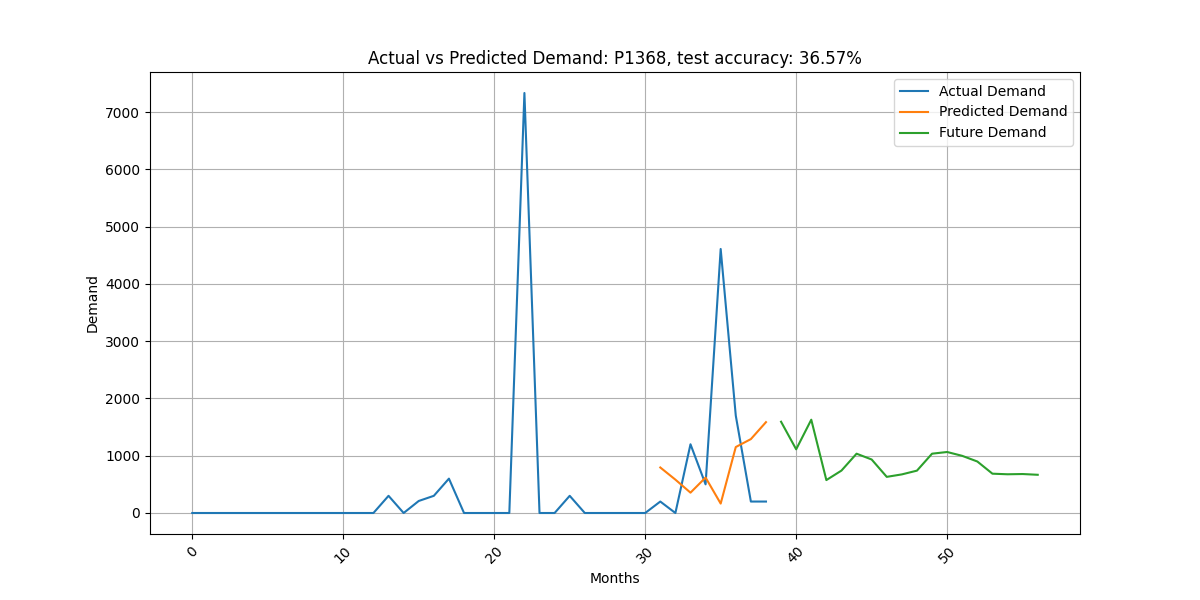 Actual vs Predicted Demand: P1368, test accuracy: 36.57%
Actual Demand
Predicted Demand
Future Demand
7000
6000
5000
4000
3000
2000
1000
0
Demand
0 10 20 30 40 50
Months